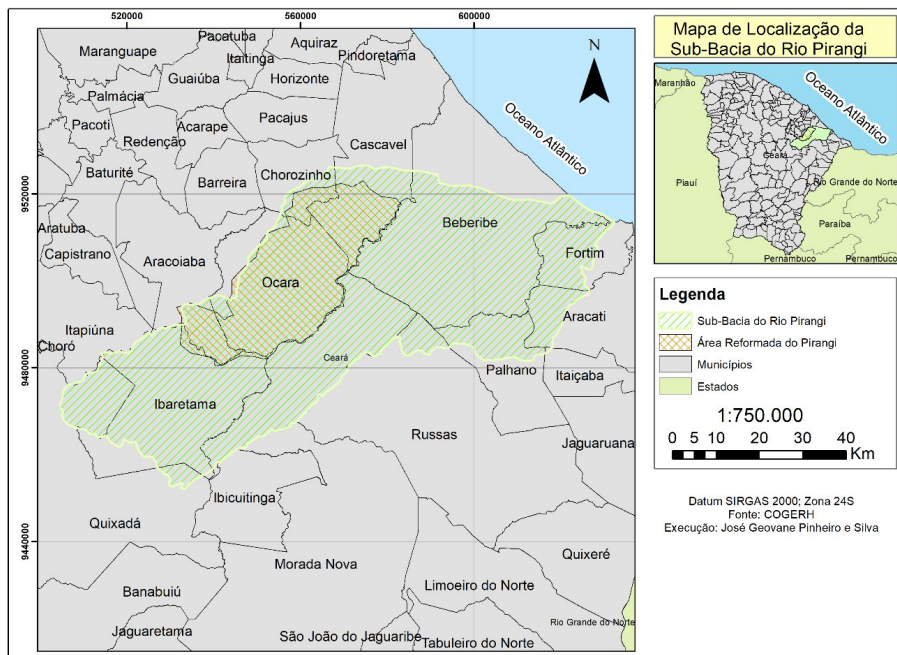 520000 560000 600000
9520000
9480000
9440000
Pacatuba
Maranguape
Aquiraz
Itaitinga
Pindoretama
Guaiúba
Horizonte
Palmácia
Pacajus
Pacoti
Acarape
Redenção
Cascavel
Baturité
Barreira
Chorozinho
Oceano Atlântico
N
Beberibe
Aratuba
Capistrano
Aracoiaba
Fortim
Ocara
Aracati
Itapiúna
Choró
Ceará
Palhano
Itaiçaba
Ibaretama
Russas
Jaguaruana
Ibicuitinga
Quixadá
Morada Nova
Quixeré
Banabuiú
Limoeiro do Norte
Jaguaretama
São João do Jaguaribe
Tabuleiro do Norte
Rio Grande do Norte
Mapa de Localização da
Sub-Bacia do Rio Pirangi
Maranhão
Oceano Atlântico
Ceará
Piauí
Rio Grande do Norte
Paraíba
Pernambuco
Pernambuco
Legenda
Sub-Bacia do Rio Pirangi
Área Reformada do Pirangi
Municípios
Estados
1:750.000
0 5 10 20 30 40
Km
Datum SIRGAS 2000; Zona 24S
Fonte: COGERH
Execução: José Geovane Pinheiro e Silva